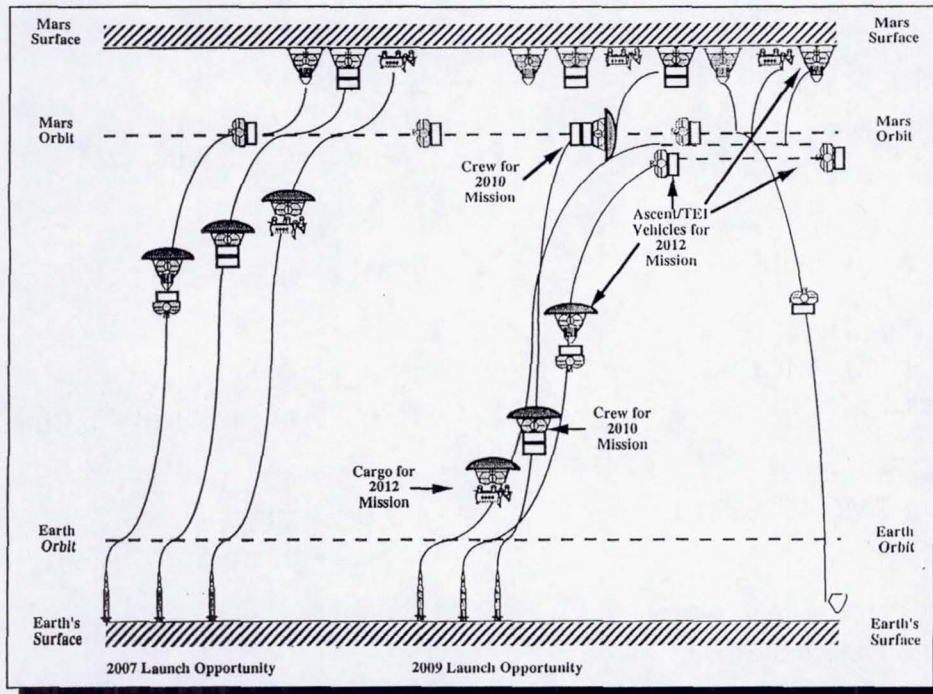 Mars
Surface
Mars
Surface
Mars
Orbit
Mars
Orbit
Crew for
2010
Mission
Ascent/TEI
Vehicles for
2012
Mission
Crew for
2010
Mission
Cargo for
2012
Mission
Earth
Orbit
Earth
Orbit
Earth's
Surface
Earth's
Surface
2007 Launch Opportunity
2009 Launch Opportunity